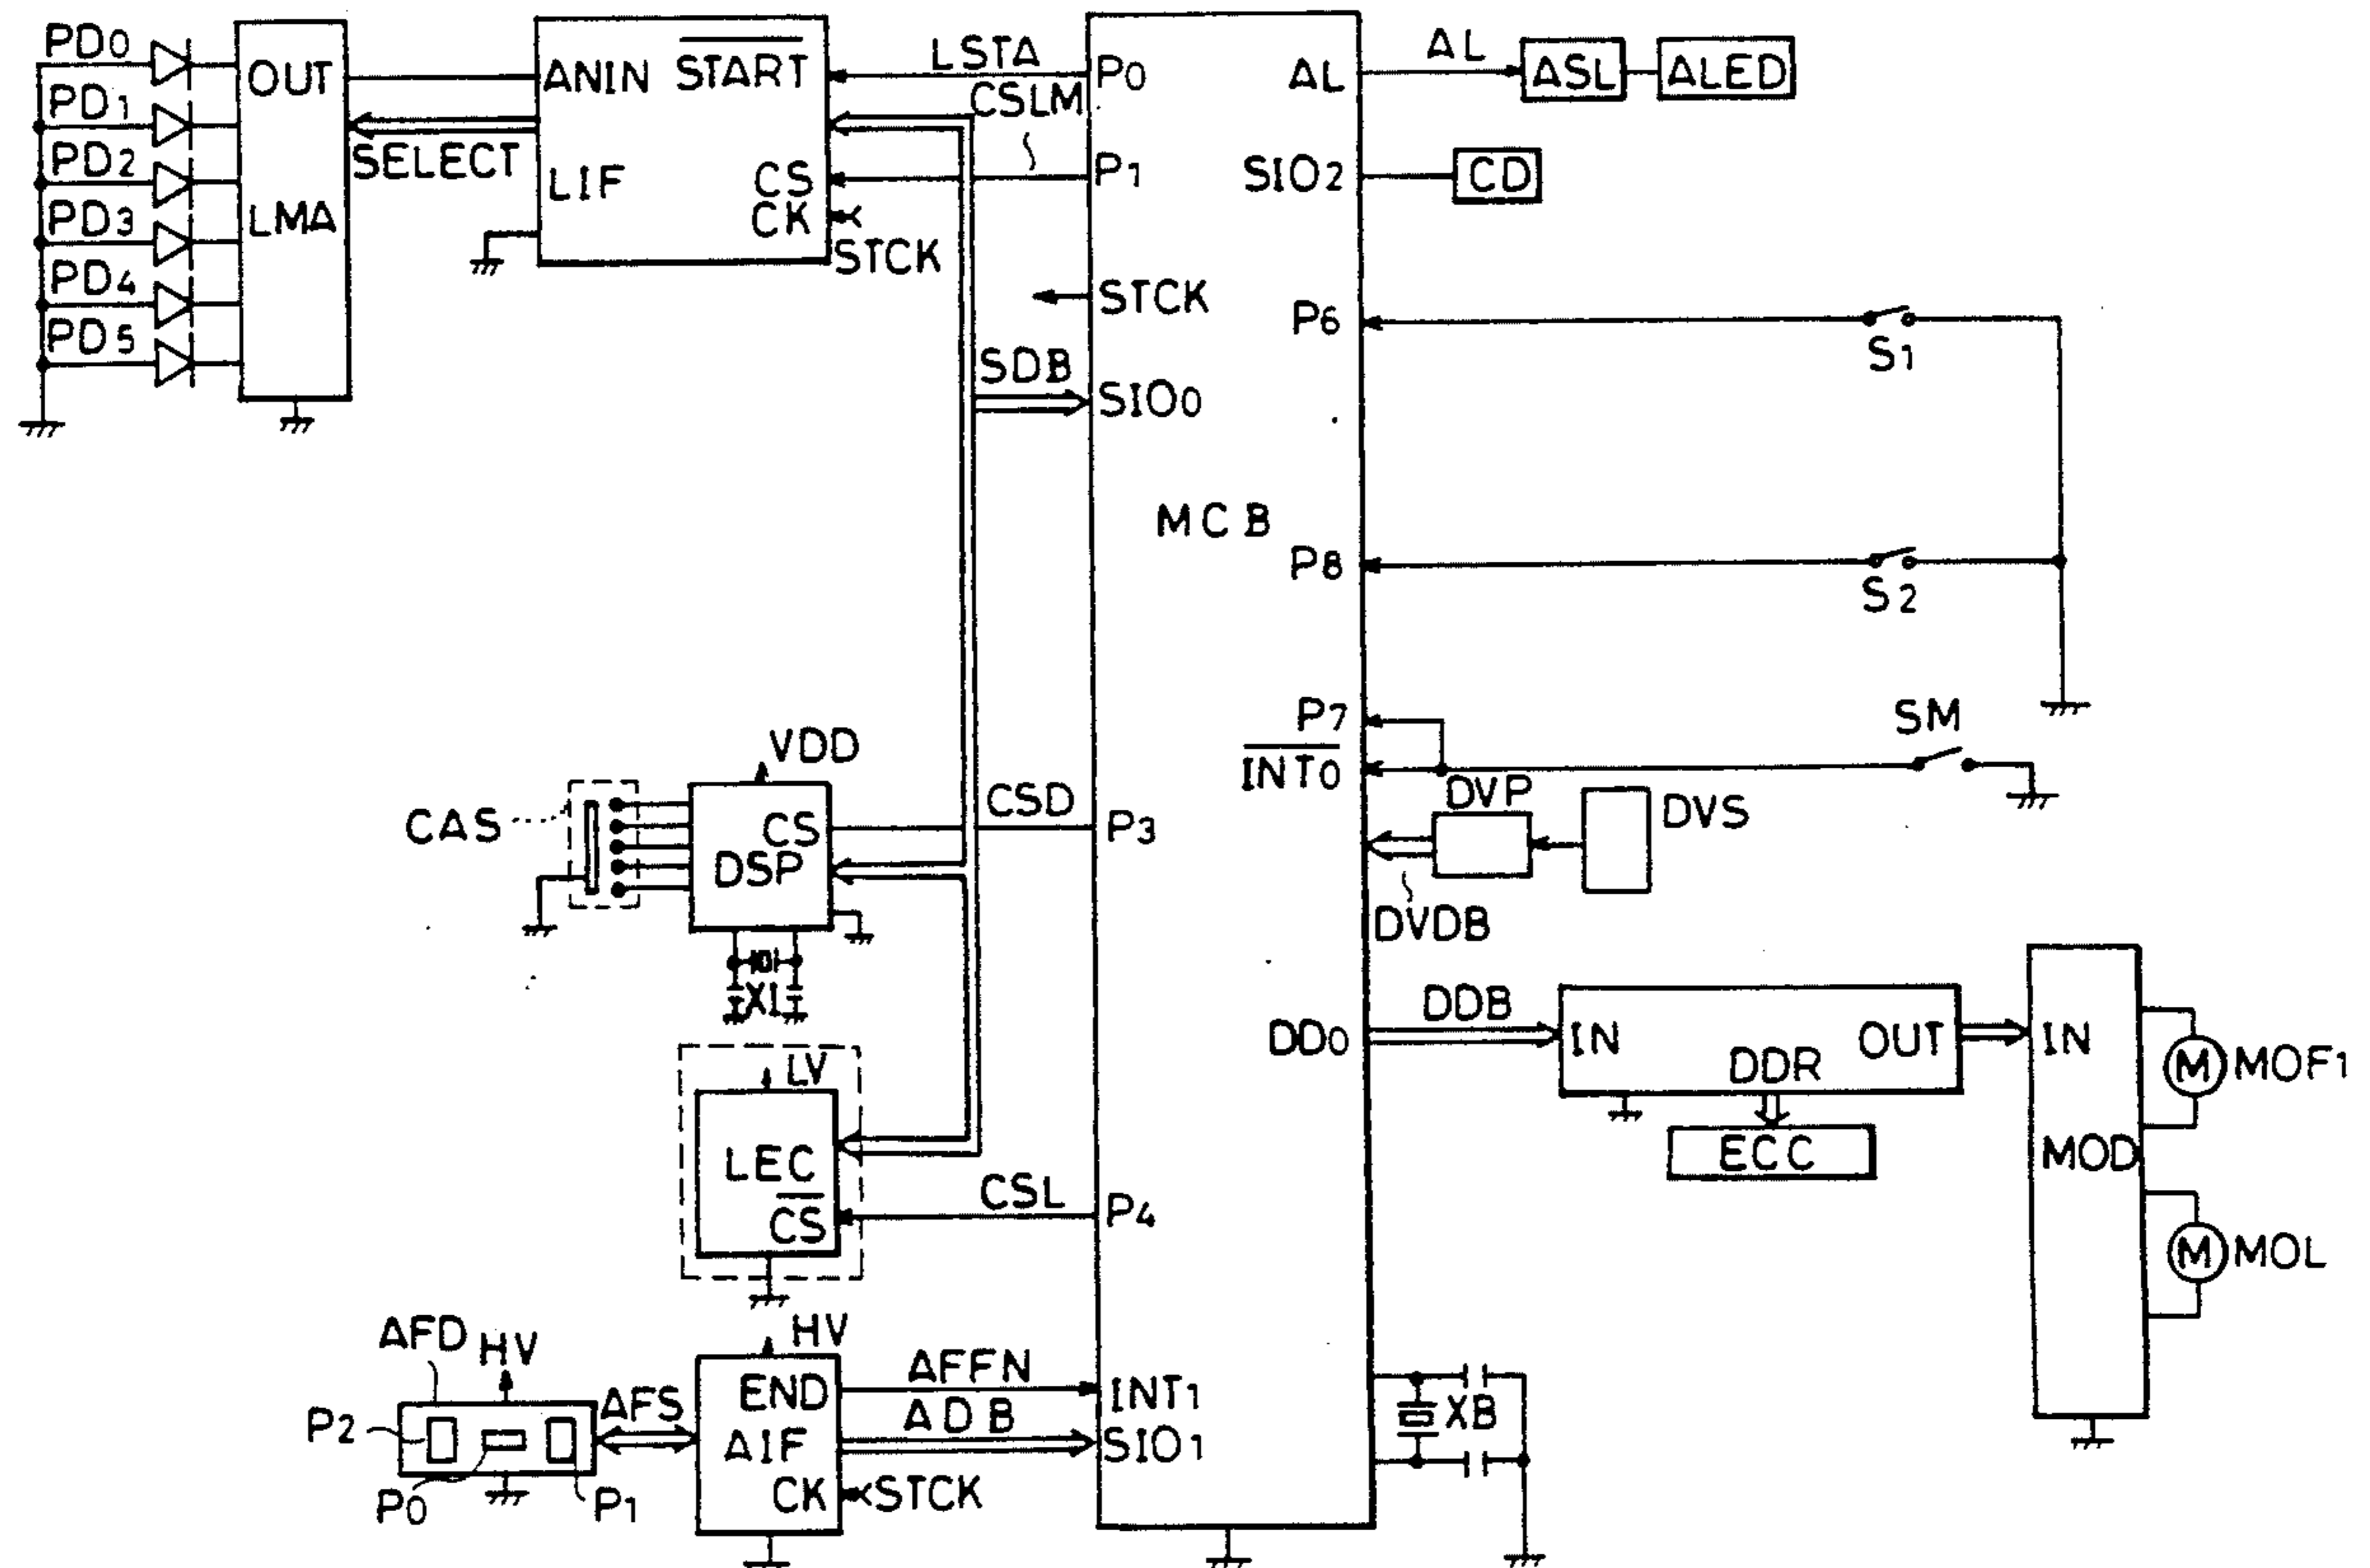 PD0
PD1
PD2
PD3
PD4
PD5
OUT
LMA
SELECT
ANIN
START
LIF
CS
CK
STCK
LSTA
CSLM
P0
P1
STCK
SDB
SIO0
MCB
AL
AL
ASL
ALED
SIO2
CD
P6
S1
P8
S2
P7
INT0
SM
DVP
DVS
DVDB
VDD
CAS
CS
DSP
CSD
P3
XL
DD0
DDB
IN
OUT
DDR
ECC
IN
MOD
M
MOF1
M
MOL
LV
LEC
CS
CSL
P4
AFD
HV
P2
P0
P1
AFS
HV
END
AIF
CK
STCK
AFFN
ADB
INT1
SIO1
XB